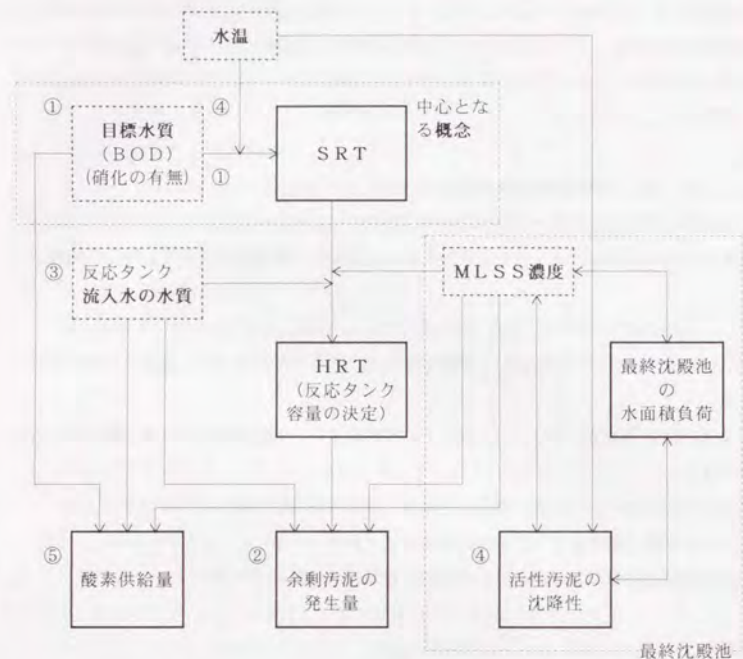 水温
① ④
目標水質
(BOD)
(硝化の有無)
①
SRT
中心とな
る概念
③
反応タンク
流入水の水質
MLSS濃度
HRT
(反応タンク
容量の決定)
最終沈殿池
の
水面積負荷
⑤
酸素供給量
②
余剰汚泥の
発生量
④
活性汚泥の
沈降性
最終沈殿池